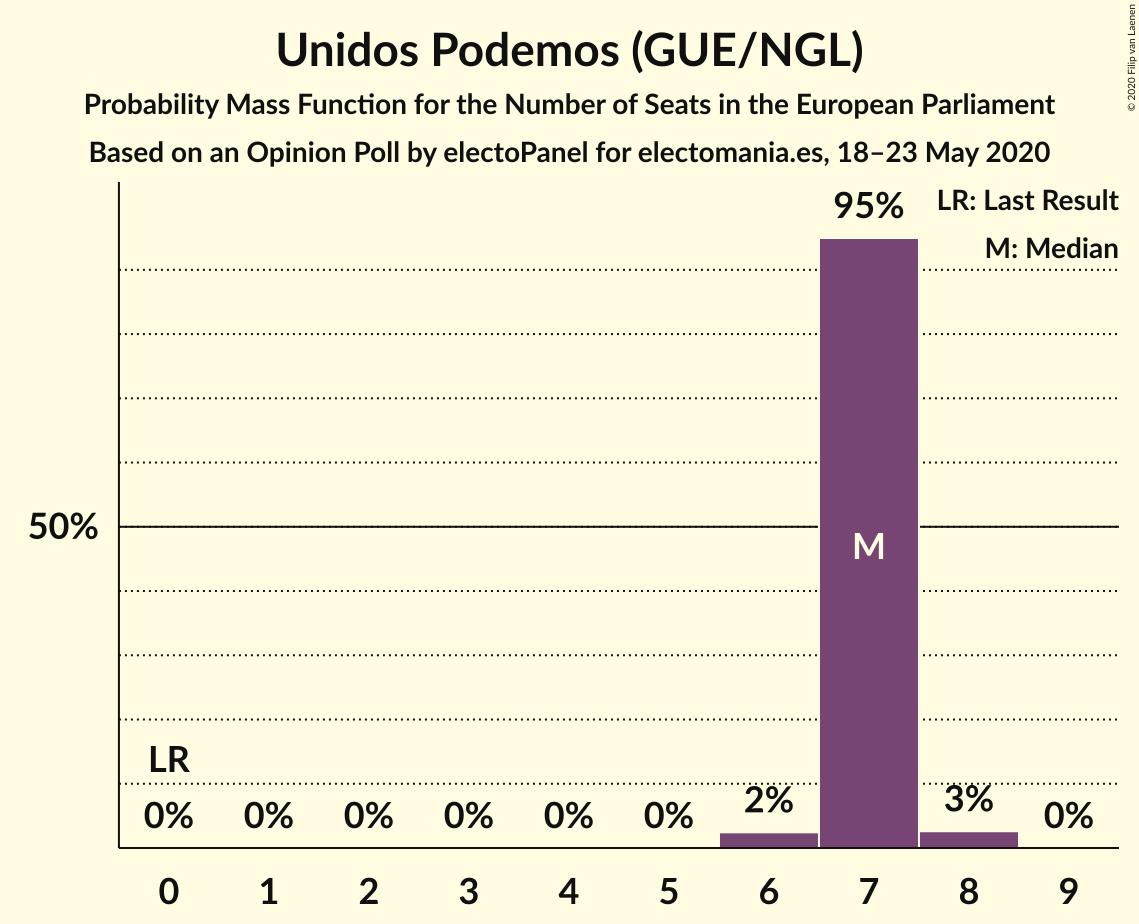 Unidos Podemos (GUE/NGL)
Probability Mass Function for the Number of Seats in the European Parliament
Based on an Opinion Poll by electoPanel for electomania.es, 18–23 May 2020
© 2020 Filip van Laenen
LR: Last Result
M: Median
95%
50%
M
LR
0% 0% 0% 0% 0% 0% 2% 3% 0%
0 1 2 3 4 5 6 7 8 9